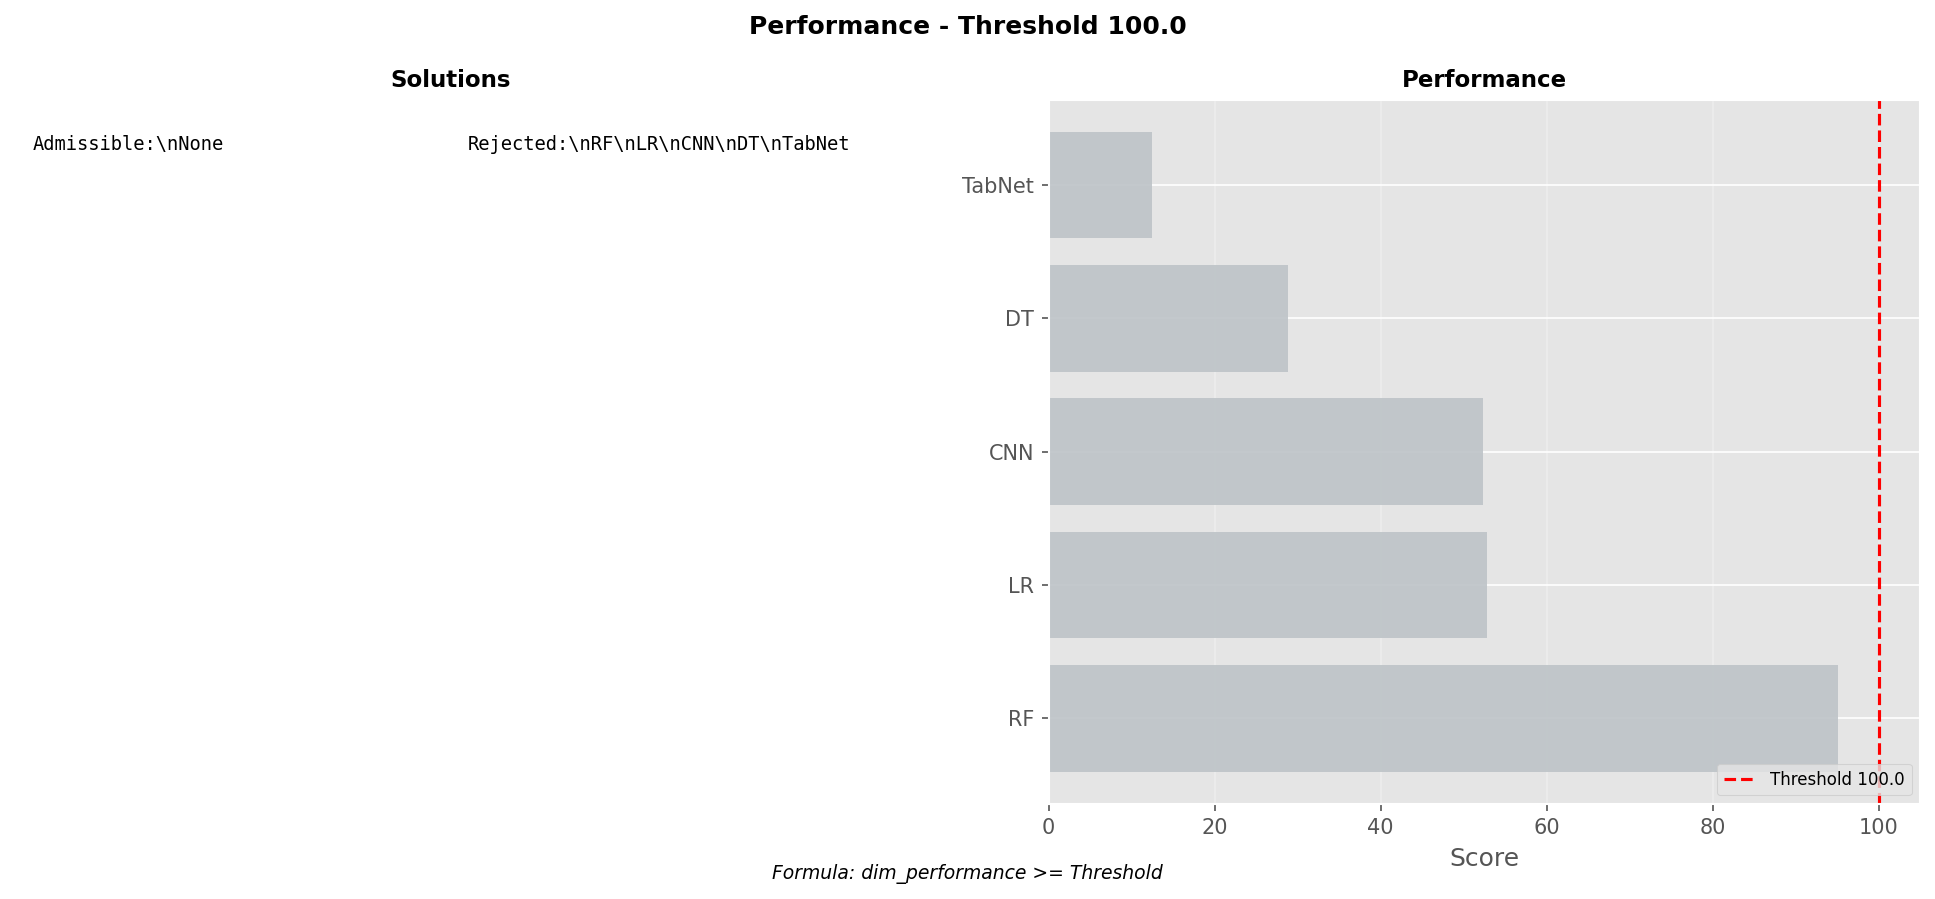 Performance - Threshold 100.0
Solutions
Admissible:\nNone
Rejected:\nRF\nLR\nCNN\nDT\nTabNet
Performance
TabNet
DT
CNN
LR
RF
Threshold 100.0
0 20 40 60 80 100
Score
Formula: dim_performance >= Threshold